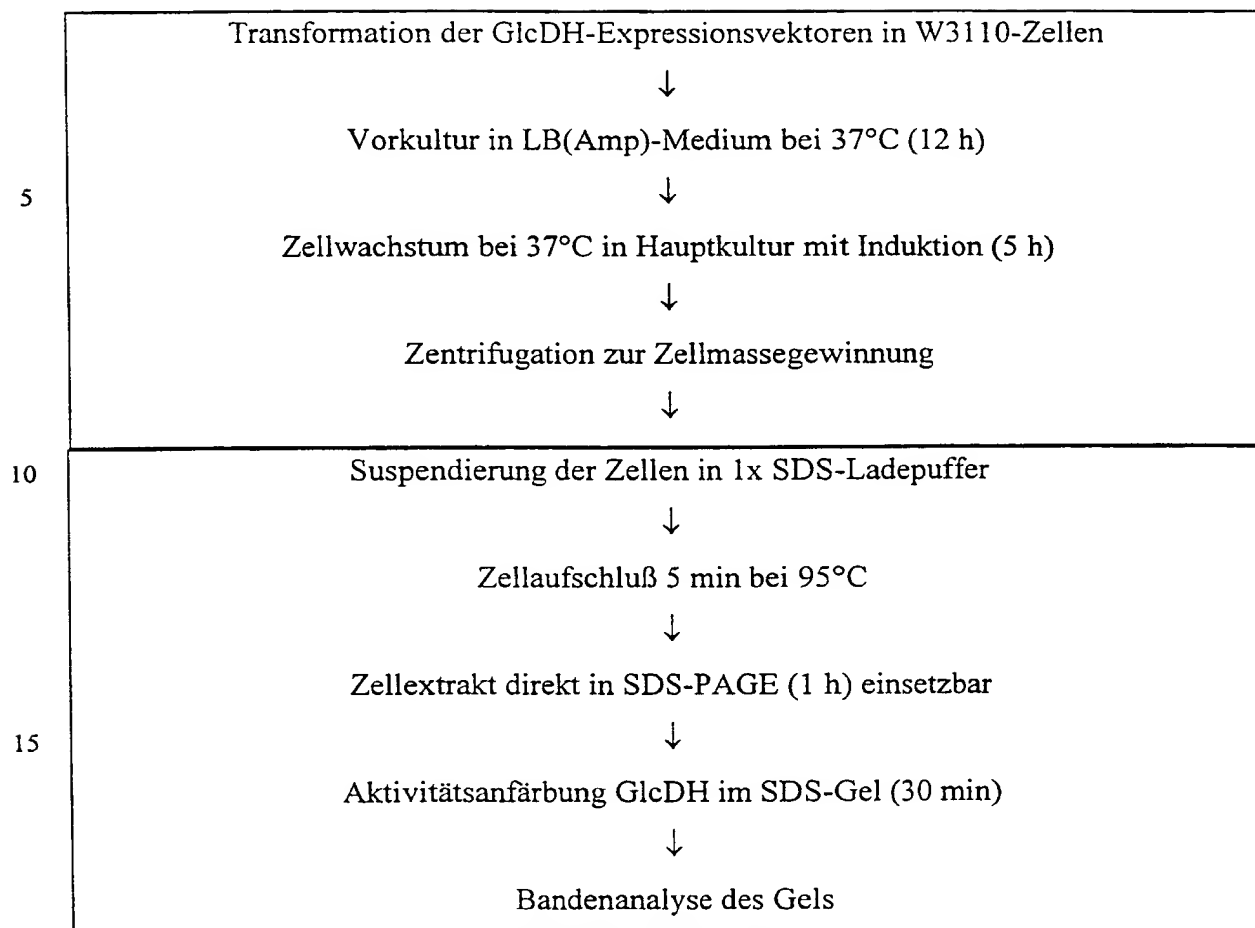 Transformation der GlcDH-Expressionsvektoren in W3110-Zellen
↓
Vorkultur in LB(Amp)-Medium bei 37°C (12 h)
↓
5
Zellwachstum bei 37°C in Hauptkultur mit Induktion (5 h)
↓
Zentrifugation zur Zellmassegewinnung
↓
10 Suspendierung der Zellen in 1x SDS-Ladepuffer
↓
Zellaufschluß 5 min bei 95°C
↓
Zellextrakt direkt in SDS-PAGE (1 h) einsetzbar
↓
15
Aktivitätsanfärbung GlcDH im SDS-Gel (30 min)
↓
Bandenanalyse des Gels